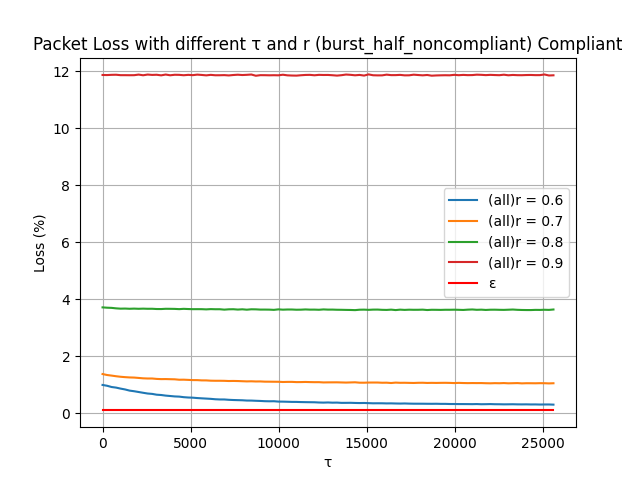 Packet Loss with different τ and r (burst_half_noncompliant) Compliant
12
10
8
6
4
2
0
Loss (%)
(all)r = 0.6
(all)r = 0.7
(all)r = 0.8
(all)r = 0.9
ε
0 5000 10000 15000 20000 25000
τ